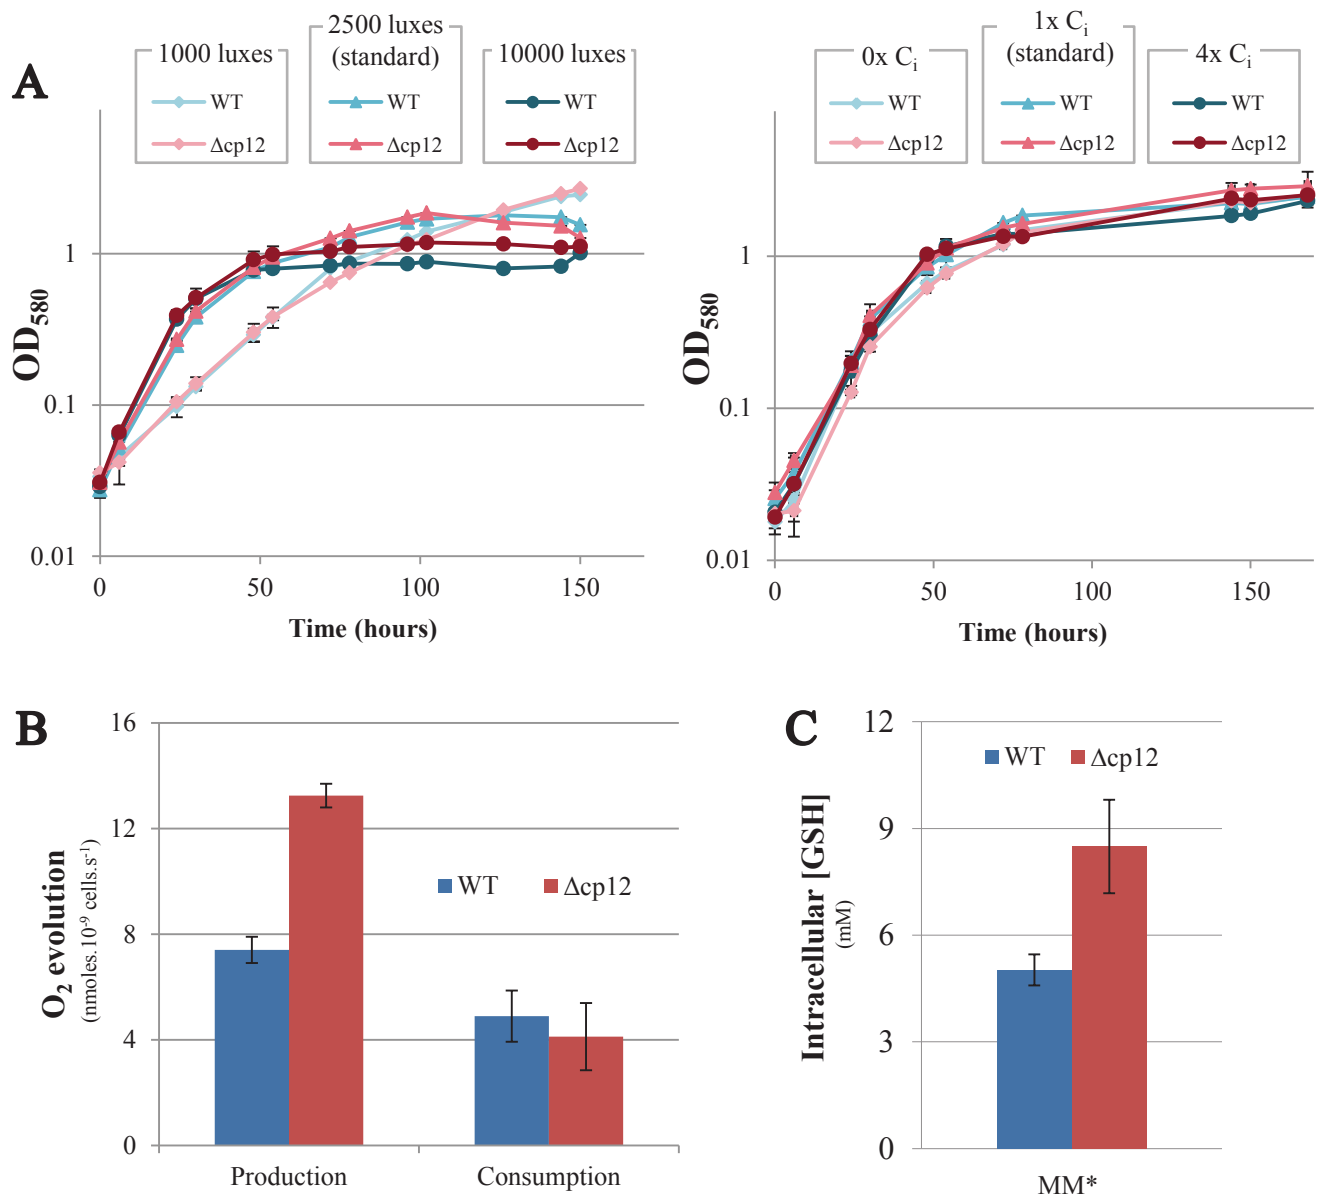 A
1000 luxes
WT
Δcp12
2500 luxes
(standard)
WT
Δcp12
10000 luxes
WT
Δcp12
OD580
1
0.1
0.01
0 50 100 150
Time (hours)
0x Ci
WT
Δcp12
1x Ci
(standard)
WT
Δcp12
4x Ci
WT
Δcp12
OD580
1
0.1
0.01
0 50 100 150
Time (hours)
B
O2 evolution
(nmoles.10-9 cells.s-1)
16
12
8
4
0
WT Δcp12
Production Consumption
C
Intracellular [GSH]
(mM)
12
9
6
3
0
WT Δcp12
MM*